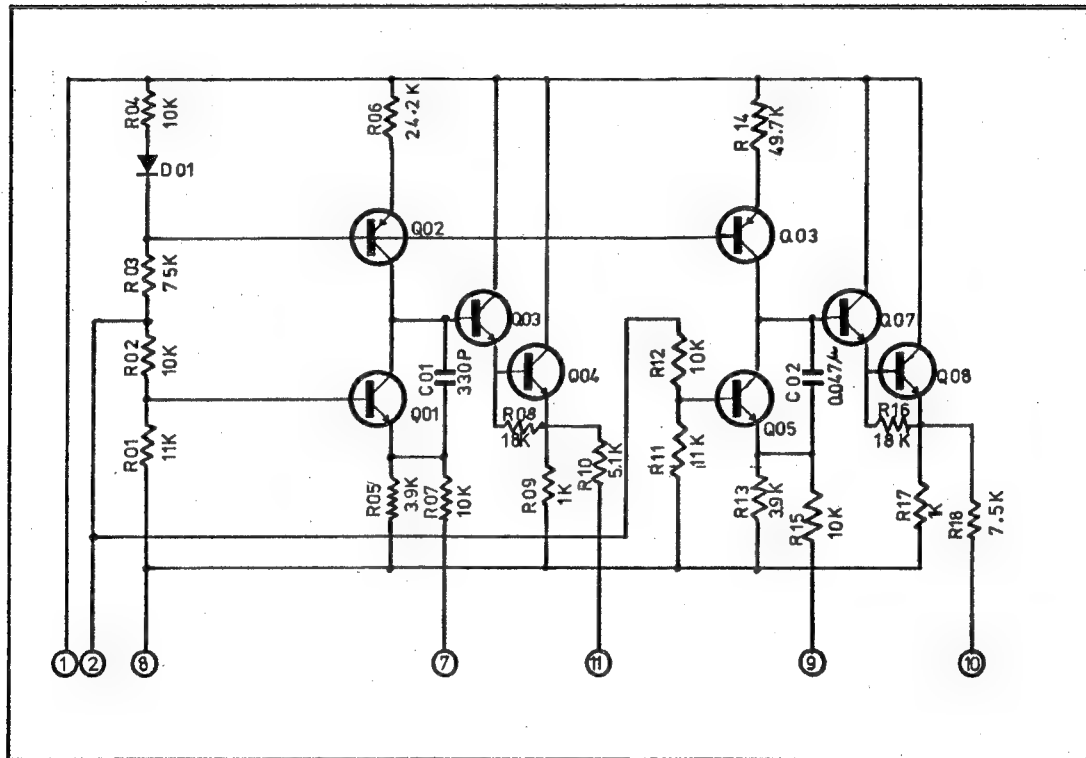 R04
10K
D01
R03
75K
R02
10K
R01
11K
R06
24.2K
Q02
Q03
Q04
C01
330P
Q01
R08
18K
R05
3.9K
R07
10K
R09
1K
R10
5.1K
R14
49.7K
Q03
R12
10K
R11
11K
Q05
C02
0.047/μ
Q07
Q08
R16
18K
R13
3.9K
R15
10K
R17
1K
R18
7.5K
1
2
8
7
11
9
10